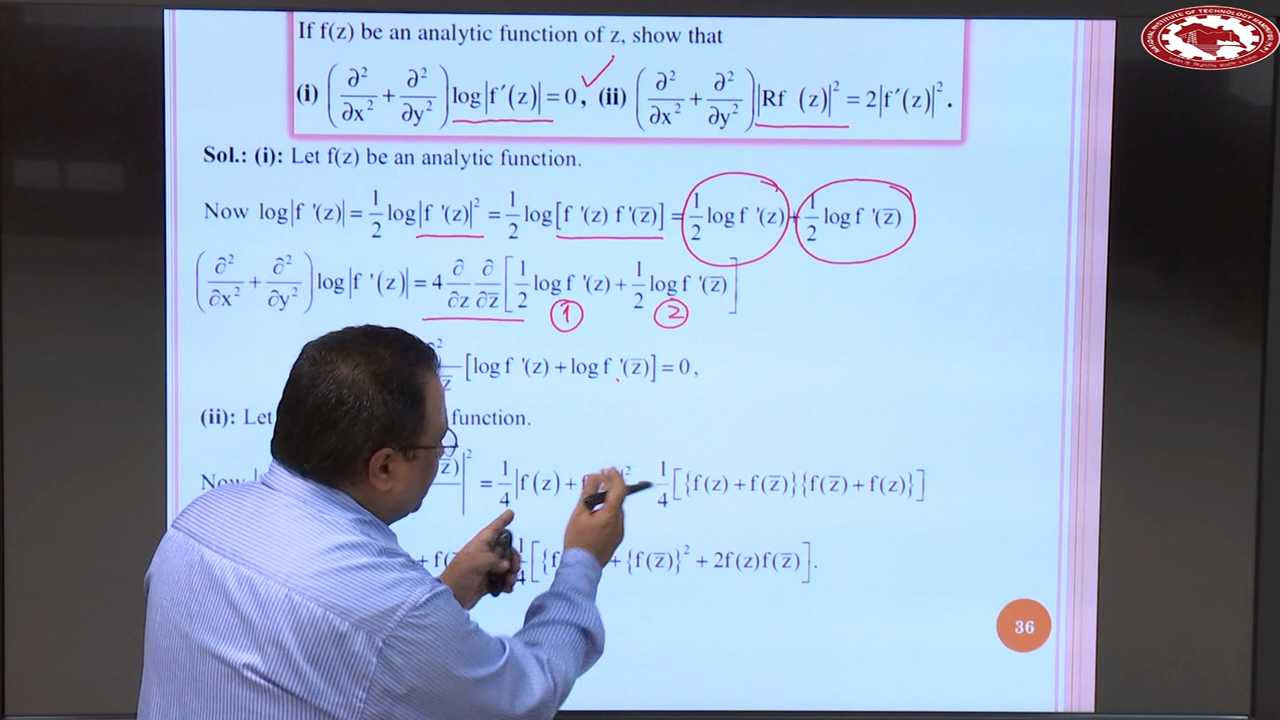 If f(z) be an analytic function of z, show that
(i) (∂²/∂x² + ∂²/∂y²) log|f′(z)| = 0, (ii) (∂²/∂x² + ∂²/∂y²) |Rf (z)|² = 2|f′(z)|².
Sol.: (i): Let f(z) be an analytic function.
Now log|f '(z)| = 1/2 log|f '(z)|² = 1/2 log[f '(z) f '(z̅)] = 1/2 log f '(z) + 1/2 log f '(z̅)
(∂²/∂x² + ∂²/∂y²) log|f '(z)| = 4 ∂/∂z ∂/∂z̅ [1/2 log f '(z) + 1/2 log f '(z̅)]
1 2
[log f '(z) + log f '(z̅)] = 0,
(ii): Let function.
Now z̅)|² = 1/4 |f(z) + ² 1/4 [{f(z) + f(z̅)}{f(z̅) + f(z)}]
+ {f(z̅)}² + 2f(z)f(z̅)].
36